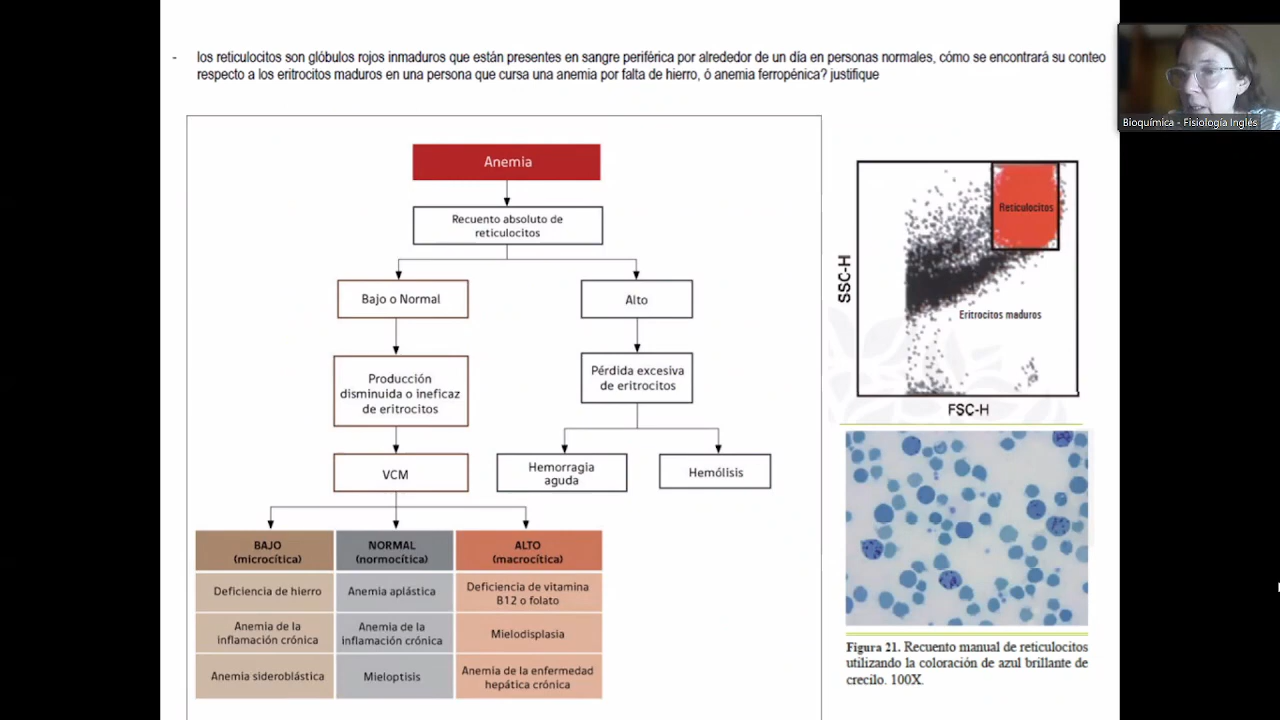 - los reticulocitos son glóbulos rojos inmaduros que están presentes en sangre periférica por alrededor de un día en personas normales, cómo se encontrará su conteo
respecto a los eritrocitos maduros en una persona que cursa una anemia por falta de hierro, ó anemia ferropénica? justifique
Bioquímica - Fisiología Inglés
Anemia
Recuento absoluto de
reticulocitos
Bajo o Normal
Alto
Producción
disminuida o ineficaz
de eritrocitos
Pérdida excesiva
de eritrocitos
VCM
Hemorragia
aguda
Hemólisis
BAJO
(microcítica)
NORMAL
(normocítica)
ALTO
(macrocítica)
Deficiencia de hierro
Anemia aplástica
Deficiencia de vitamina
B12 o folato
Anemia de la
inflamación crónica
Anemia de la
inflamación crónica
Mielodisplasia
Anemia sideroblástica
Mieloptisis
Anemia de la enfermedad
hepática crónica
SSC-H
Reticulocitos
Eritrocitos maduros
FSC-H
Figura 21. Recuento manual de reticulocitos
utilizando la coloración de azul brillante de
crecilo. 100X.